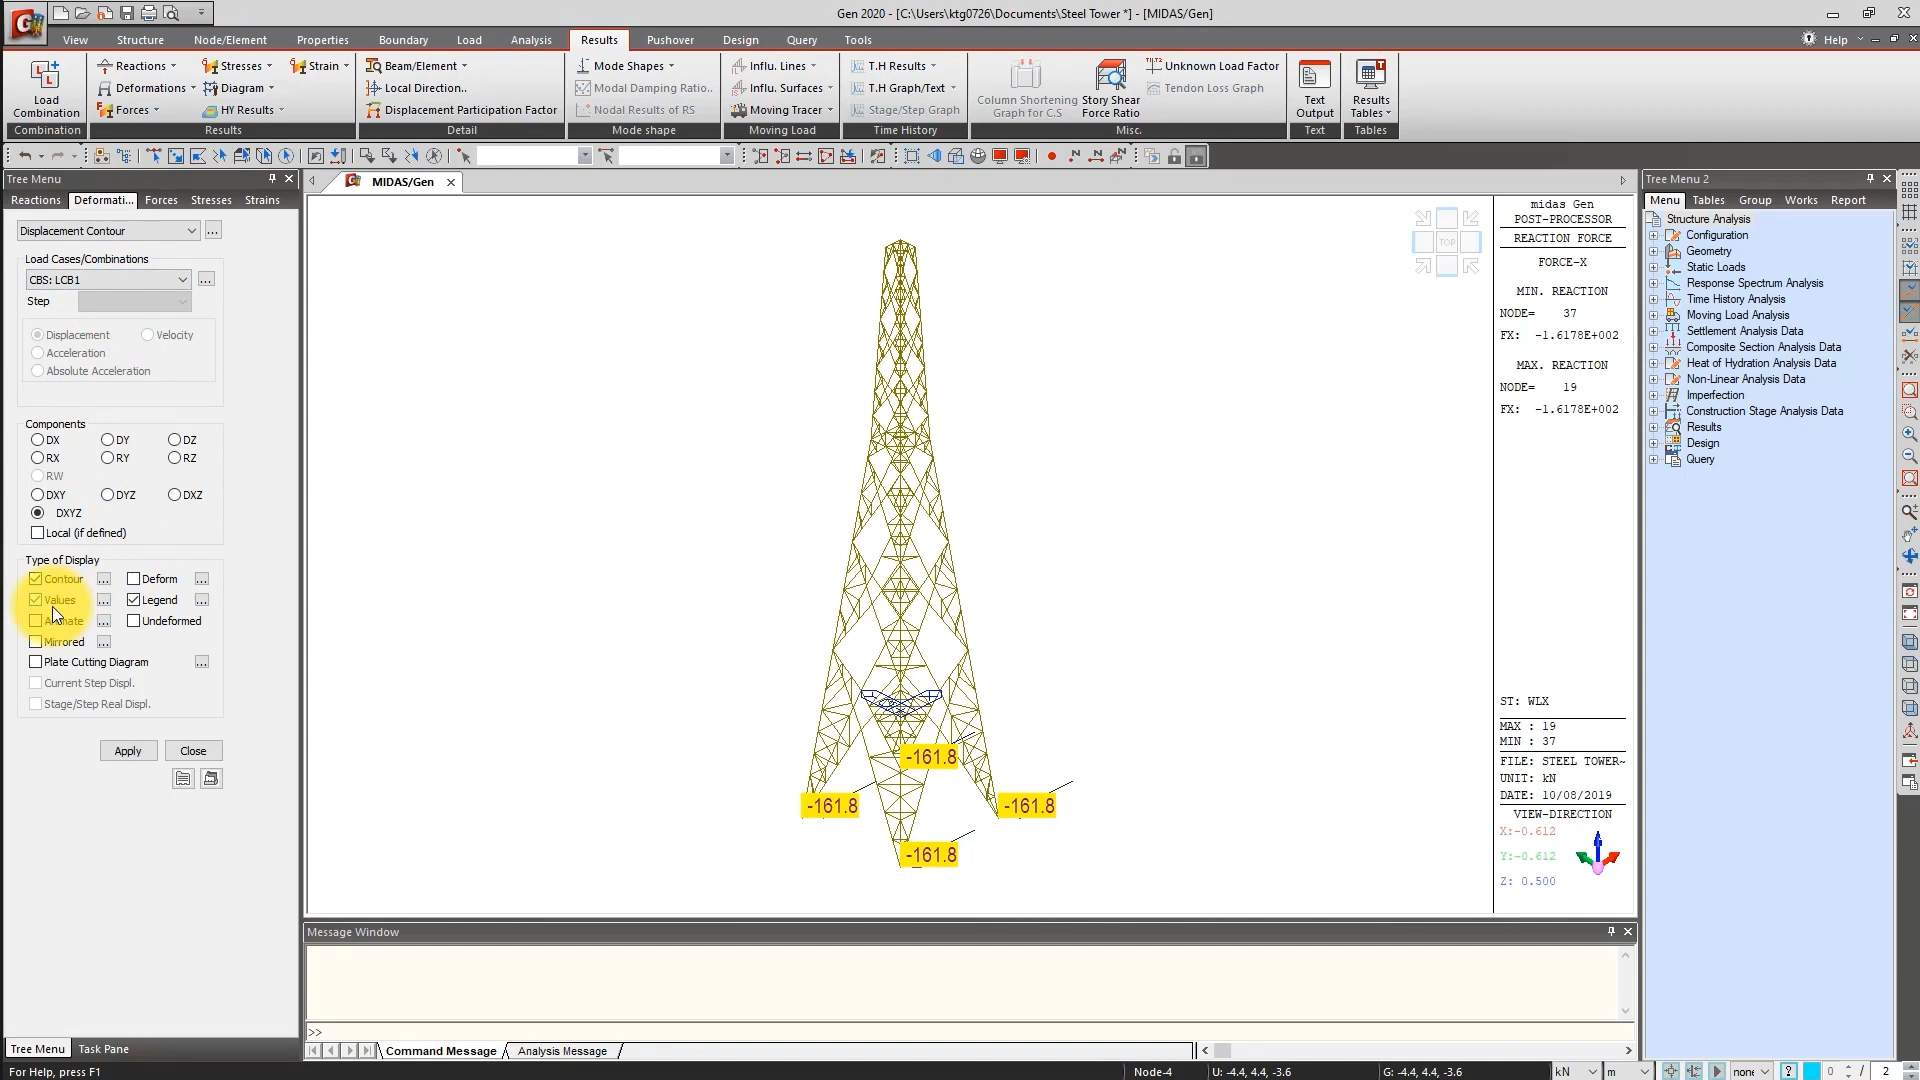 Gen 2020 - [C:\Users\ktg0726\Documents\Steel Tower *] - [MIDAS/Gen]
View Structure Node/Element Properties Boundary Load Analysis Results Pushover Design Query Tools Help
Reactions Stresses Strain Beam/Element Mode Shapes Influ. Lines T.H Results Unknown Load Factor
Deformations Diagram Local Direction.. Modal Damping Ratio.. Influ. Surfaces T.H Graph/Text Tendon Loss Graph
Forces HY Results Displacement Participation Factor Nodal Results of RS Moving Tracer Stage/Step Graph
Load Combination
Column Shortening Graph for C.S
Story Shear Force Ratio
Text Output
Results Tables
Combination Results Detail Mode shape Moving Load Time History Misc. Text Tables
Tree Menu
MIDAS/Gen
Tree Menu 2
Reactions Deformati... Forces Stresses Strains
Displacement Contour
...
Load Cases/Combinations
CBS: LCB1
...
Step
Displacement Velocity
Acceleration
Absolute Acceleration
Components
DX DY DZ
RX RY RZ
RW
DXY DYZ DXZ
DXYZ
Local (if defined)
Type of Display
Contour ... Deform ...
Values ... Legend ...
Animate ... Undeformed
Mirrored ...
Plate Cutting Diagram ...
Current Step Displ.
Stage/Step Real Displ.
Apply Close
TOP
-161.8
-161.8
-161.8
-161.8
midas Gen
POST-PROCESSOR
REACTION FORCE
FORCE-X
MIN. REACTION
NODE= 37
FX: -1.6178E+002
MAX. REACTION
NODE= 19
FX: -1.6178E+002
ST: WLX
MAX : 19
MIN : 37
FILE: STEEL TOWER~
UNIT: kN
DATE: 10/08/2019
VIEW-DIRECTION
X:-0.612
Y:-0.612
Z: 0.500
Menu Tables Group Works Report
Structure Analysis
Configuration
Geometry
Static Loads
Response Spectrum Analysis
Time History Analysis
Moving Load Analysis
Settlement Analysis Data
Composite Section Analysis Data
Heat of Hydration Analysis Data
Non-Linear Analysis Data
Imperfection
Construction Stage Analysis Data
Results
Design
Query
Message Window
>>
Command Message Analysis Message
Tree Menu Task Pane
For Help, press F1
Node-4 U: -4.4, 4.4, -3.6 G: -4.4, 4.4, -3.6 kN m none ? 0 / 2